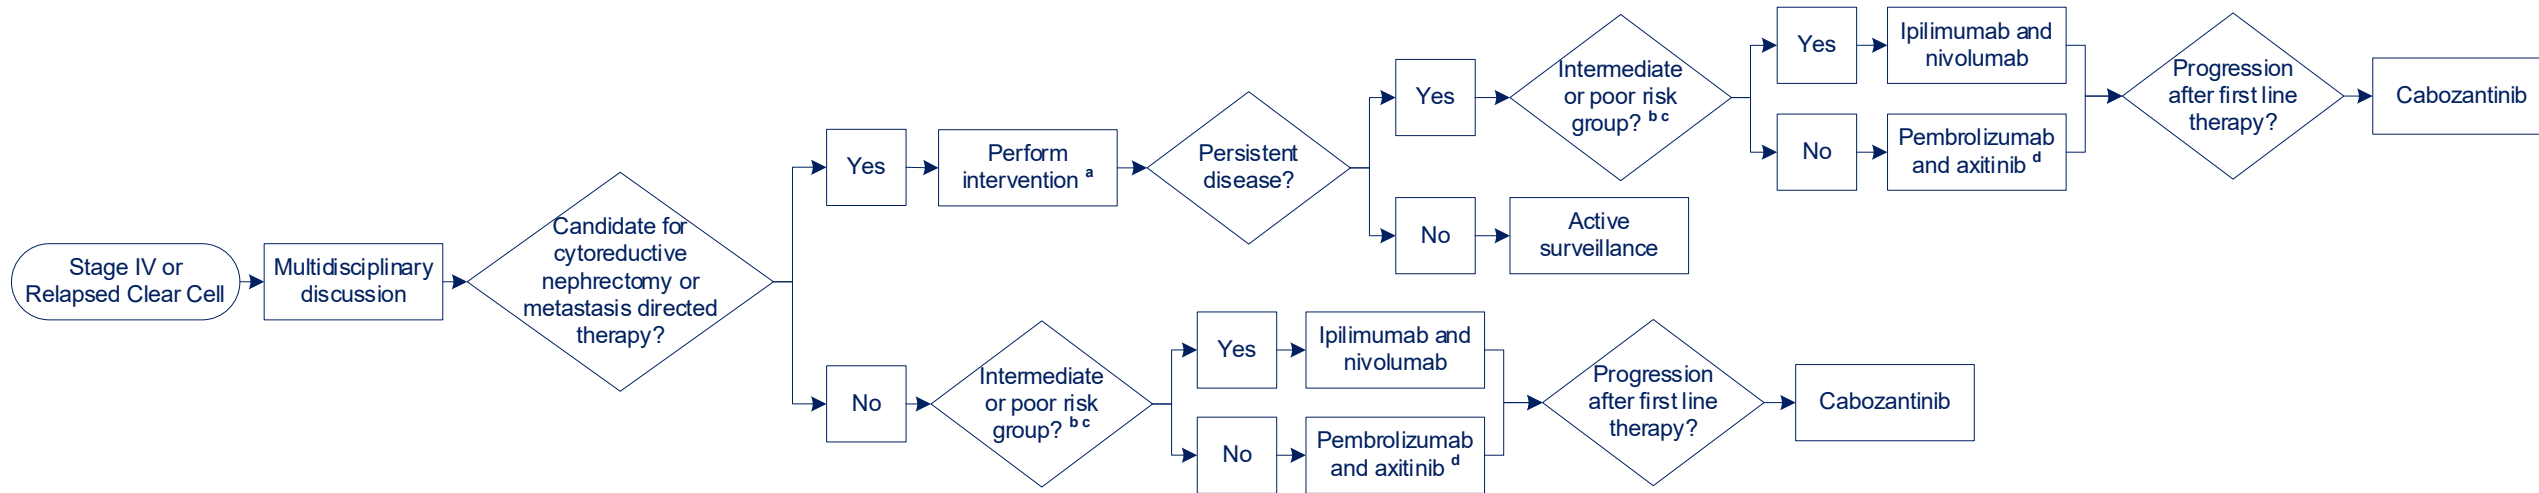 Stage IV or
Relapsed Clear Cell
Multidisciplinary
discussion
Candidate for
cytoreductive
nephrectomy or
metastasis directed
therapy?
Yes
Perform
intervention a
Persistent
disease?
Yes
Intermediate
or poor risk
group? b c
Yes
Ipilimumab and
nivolumab
No
Pembrolizumab
and axitinib d
Progression
after first line
therapy?
Cabozantinib
No
Active
surveillance
No
Intermediate
or poor risk
group? b c
Yes
Ipilimumab and
nivolumab
No
Pembrolizumab
and axitinib d
Progression
after first line
therapy?
Cabozantinib